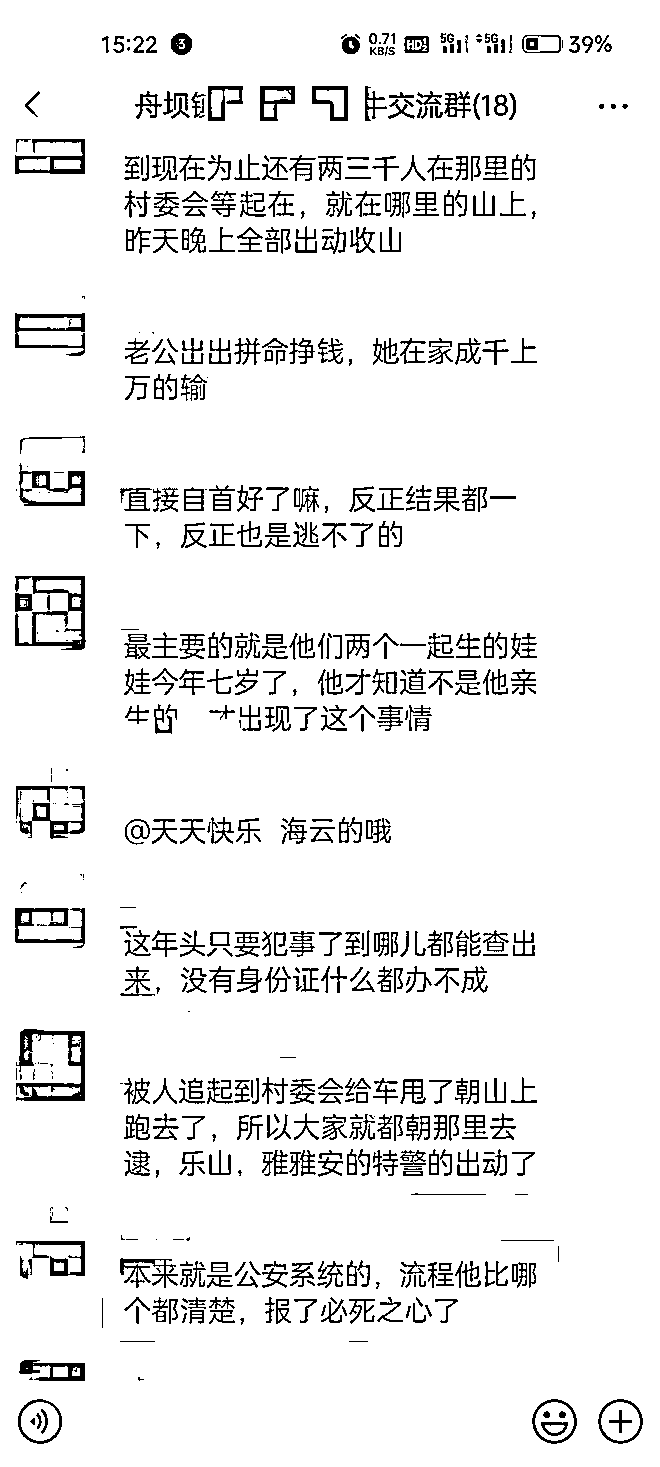 15:22 3 0.71 KB/S HD 5G 5G 39%
舟坝 交流群(18)
到现在为止还有两三千人在那里的
村委会等起在，就在哪里的山上，
昨天晚上全部出动收山
老公出出拼命挣钱，她在家成千上
万的输
直接自首好了嘛，反正结果都一
下，反正也是逃不了的
最主要的就是他们两个一起生的娃
娃今年七岁了，他才知道不是他亲
生的 才出现了这个事情
@天天快乐 海云的哦
这年头只要犯事了到哪儿都能查出
来，没有身份证什么都办不成
被人追起到村委会给车甩了朝山上
跑去了，所以大家就都朝那里去
逮，乐山，雅雅安的特警的出动了
本来就是公安系统的，流程他比哪
个都清楚，报了必死之心了